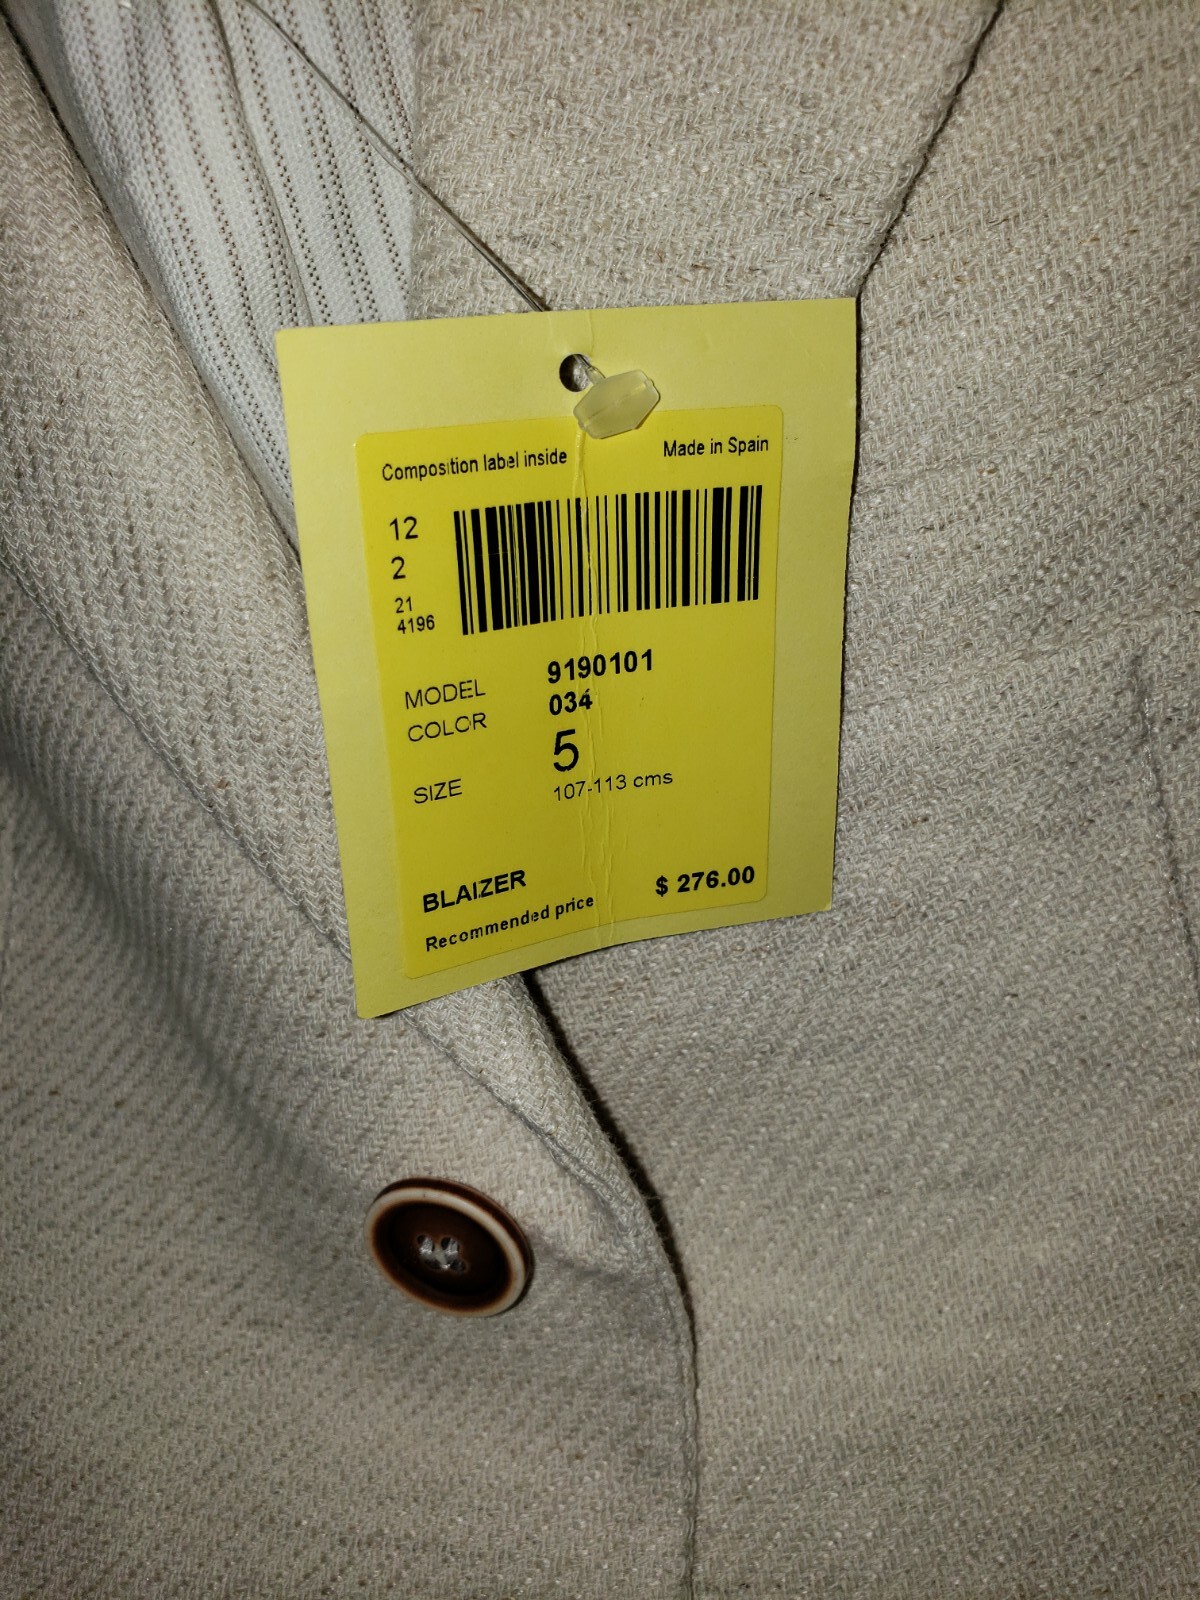 Composition label inside Made in Spain
12
2
21
4196
MODEL 9190101
COLOR 034
SIZE 5
107-113 cms
BLAIZER $ 276.00
Recommended price